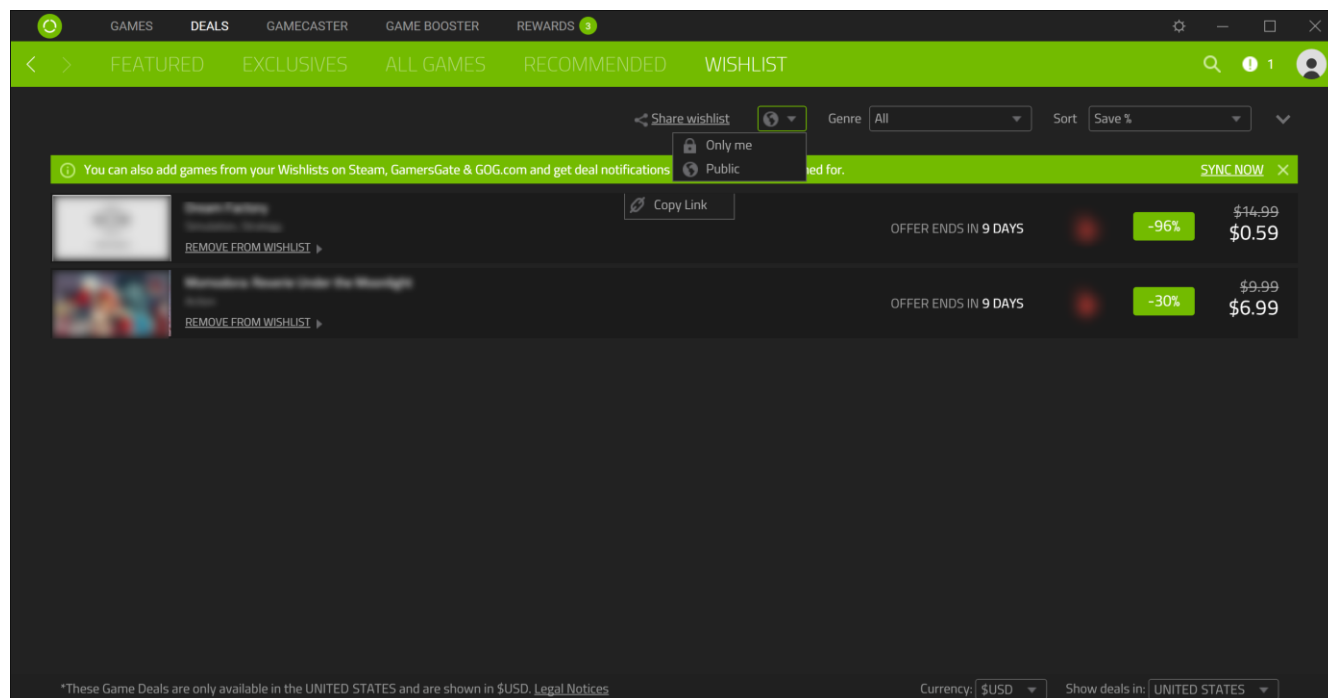 GAMES DEALS GAMECASTER GAME BOOSTER REWARDS 3
FEATURED EXCLUSIVES ALL GAMES RECOMMENDED WISHLIST 1
Share wishlist Genre All Sort Save %
Only me
Public
You can also add games from your Wishlists on Steam, GamersGate & GOG.com and get deal notifications ed for. SYNC NOW
Copy Link
OFFER ENDS IN 9 DAYS -96% $14.99 $0.59
REMOVE FROM WISHLIST
OFFER ENDS IN 9 DAYS -30% $9.99 $6.99
REMOVE FROM WISHLIST
*These Game Deals are only available in the UNITED STATES and are shown in $USD. Legal Notices Currency: $USD Show deals in: UNITED STATES